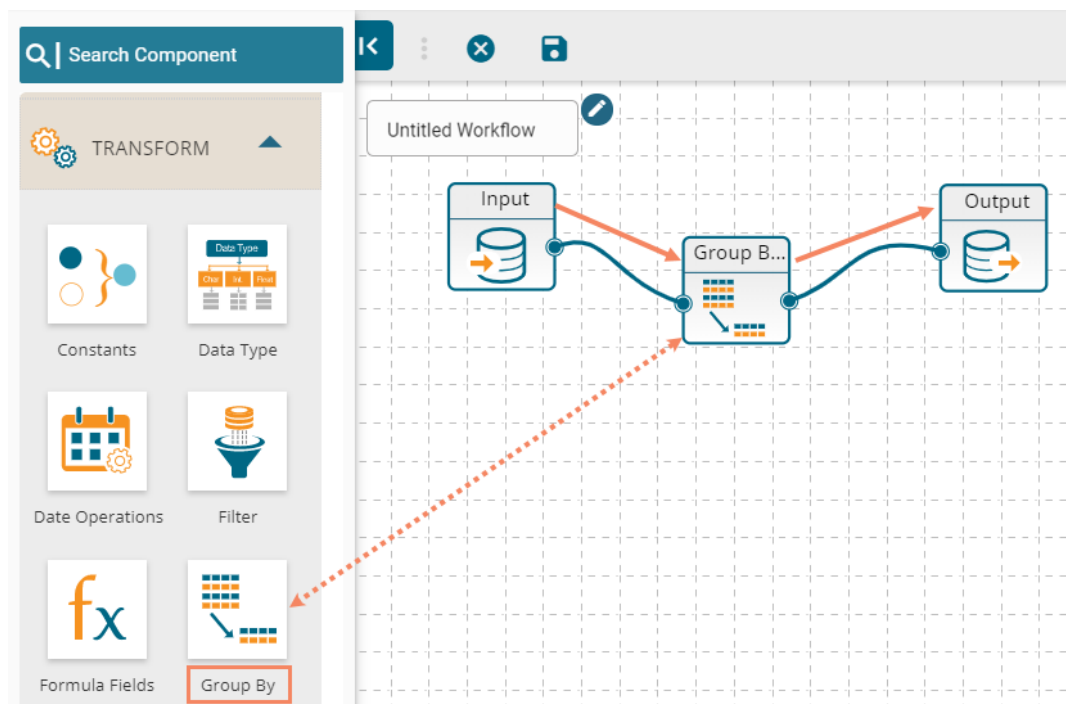 Search Component
TRANSFORM
Data Type
Char
Int
Float
Constants
Data Type
Date Operations
Filter
fx
Formula Fields
Group By
Untitled Workflow
Input
Group B...
Output